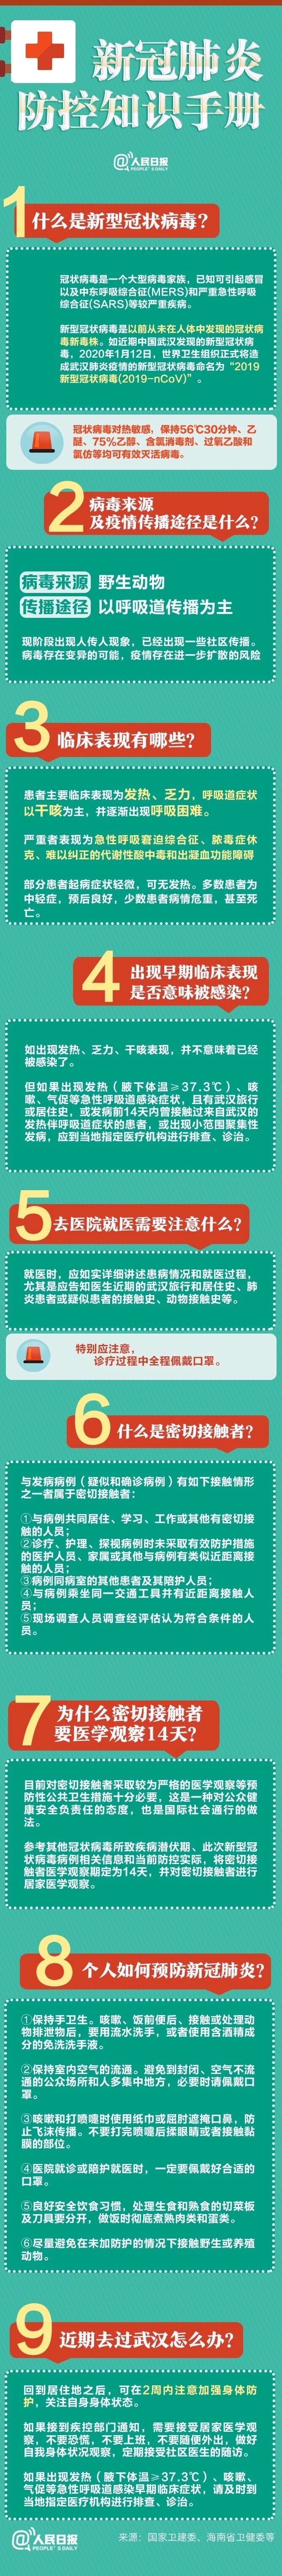 新冠肺炎
防控知识手册
@人民日报
PEOPLE'S DAILY
1
什么是新型冠状病毒?
冠状病毒是一个大型病毒家族，已知可引起感冒
以及中东呼吸综合征(MERS)和严重急性呼吸
综合征(SARS)等较严重疾病。
新型冠状病毒是以前从未在人体中发现的冠状病
毒新毒株。如近期中国武汉发现的新型冠状病
毒，2020年1月12日，世界卫生组织正式将造
成武汉肺炎疫情的新型冠状病毒命名为“2019
新型冠状病毒(2019-nCoV)”。
冠状病毒对热敏感，保持56℃30分钟、乙
醚、75%乙醇、含氯消毒剂、过氧乙酸和
氯仿等均可有效灭活病毒。
2
病毒来源
及疫情传播途径是什么?
病毒来源 野生动物
传播途径 以呼吸道传播为主
现阶段出现人传人现象，已经出现一些社区传播。
病毒存在变异的可能，疫情存在进一步扩散的风险
3
临床表现有哪些?
患者主要临床表现为发热、乏力，呼吸道症状
以干咳为主，并逐渐出现呼吸困难。
严重者表现为急性呼吸窘迫综合征、脓毒症休
克、难以纠正的代谢性酸中毒和出凝血功能障碍
部分患者起病症状轻微，可无发热。多数患者为
中轻症，预后良好，少数患者病情危重，甚至死
亡。
4
出现早期临床表现
是否意味被感染?
如出现发热、乏力、干咳表现，并不意味着已经
被感染了。
但如果出现发热（腋下体温≥37.3℃）、咳
嗽、气促等急性呼吸道感染症状，且有武汉旅行
或居住史，或发病前14天内曾接触过来自武汉的
发热伴呼吸道症状的患者，或出现小范围聚集性
发病，应到当地指定医疗机构进行排查、诊治。
5
去医院就医需要注意什么?
就医时，应如实详细讲述患病情况和就医过程，
尤其是应告知医生近期的武汉旅行和居住史、肺
炎患者或疑似患者的接触史、动物接触史等。
特别应注意，
诊疗过程中全程佩戴口罩。
6
什么是密切接触者?
与发病病例（疑似和确诊病例）有如下接触情形
之一者属于密切接触者：
①与病例共同居住、学习、工作或其他有密切接
触的人员；
②诊疗、护理、探视病例时未采取有效防护措施
的医护人员、家属或其他与病例有类似近距离接
触的人员；
③病例同病室的其他患者及其陪护人员；
④与病例乘坐同一交通工具并有近距离接触人
员；
⑤现场调查人员调查经评估认为符合条件的人
员。
7
为什么密切接触者
要医学观察14天?
目前对密切接触者采取较为严格的医学观察等预
防性公共卫生措施十分必要，这是一种对公众健
康安全负责任的态度，也是国际社会通行的做
法。
参考其他冠状病毒所致疾病潜伏期、此次新型冠
状病毒病例相关信息和当前防控实际，将密切接
触者医学观察期定为14天，并对密切接触者进行
居家医学观察。
8
个人如何预防新冠肺炎?
①保持手卫生。咳嗽、饭前便后、接触或处理动
物排泄物后，要用流水洗手，或者使用含酒精成
分的免洗洗手液。
②保持室内空气的流通。避免到封闭、空气不流
通的公众场所和人多集中地方，必要时请佩戴口
罩。
③咳嗽和打喷嚏时使用纸巾或屈肘遮掩口鼻，防
止飞沫传播。不要打完喷嚏后揉眼睛或者接触黏
膜的部位。
④医院就诊或陪护就医时，一定要佩戴好合适的
口罩。
⑤良好安全饮食习惯，处理生食和熟食的切菜板
及刀具要分开，做饭时彻底煮熟肉类和蛋类。
⑥尽量避免在未加防护的情况下接触野生或养殖
动物。
9
近期去过武汉怎么办?
回到居住地之后，可在2周内注意加强身体防
护，关注自身身体状态。
如果接到疾控部门通知，需要接受居家医学观
察，不要恐慌，不要上班，不要随便外出，做好
自我身体状况观察，定期接受社区医生的随访。
如果出现发热（腋下体温≥37.3℃）、咳嗽、
气促等急性呼吸道感染早期临床症状，请及时到
当地指定医疗机构进行排查、诊治。
@人民日报
PEOPLE'S DAILY
来源：国家卫健委、海南省卫健委等